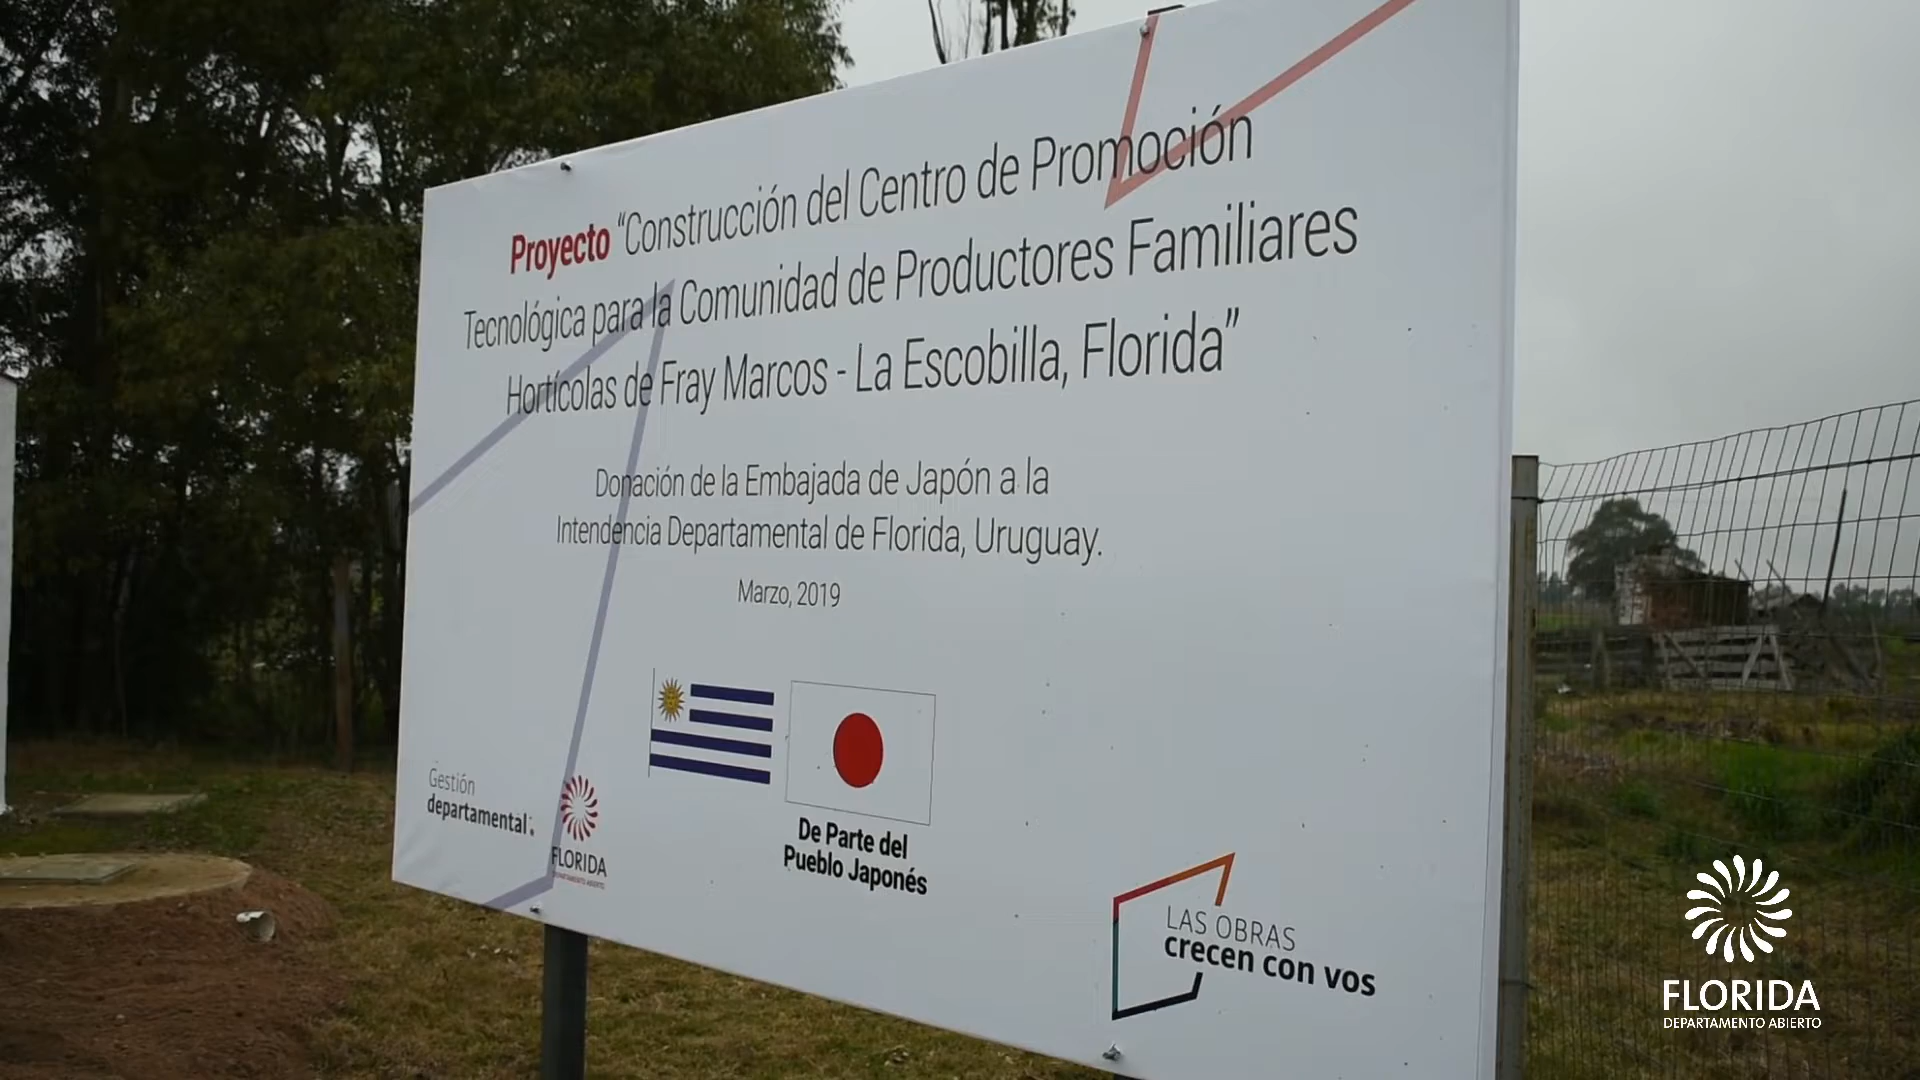 Proyecto “Construcción del Centro de Promoción
Tecnológica para la Comunidad de Productores Familiares
Hortícolas de Fray Marcos - La Escobilla, Florida”
Donación de la Embajada de Japón a la
Intendencia Departamental de Florida, Uruguay.
Marzo, 2019
De Parte del
Pueblo Japonés
Gestión
departamental:
FLORIDA
DEPARTAMENTO ABIERTO
LAS OBRAS
crecen con vos
FLORIDA
DEPARTAMENTO ABIERTO